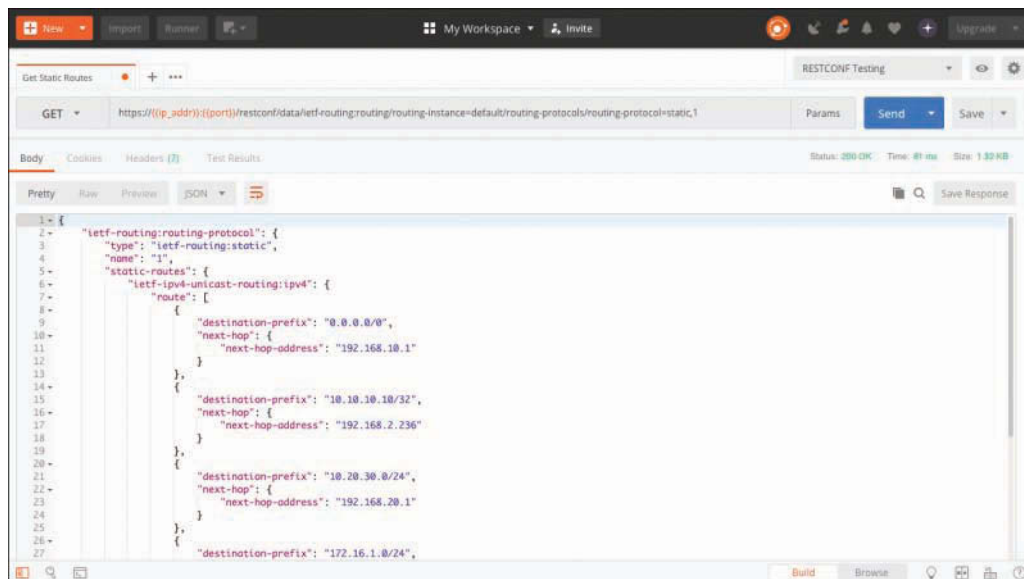 New Import Runner My Workspace Invite Upgrade
Get Static Routes RESTCONF Testing
GET https://{{ip_addr}}:{{port}}/restconf/data/ietf-routing:routing/routing-instance=default/routing-protocols/routing-protocol=static,1 Params Send Save
Body Cookies Headers (7) Test Results Status: 200 OK Time: 81 ms Size: 1.32 KB
Pretty Raw Preview JSON Save Response
1 {
2 "ietf-routing:routing-protocol": {
3 "type": "ietf-routing:static",
4 "name": "1",
5 "static-routes": {
6 "ietf-ipv4-unicast-routing:ipv4": {
7 "route": [
8 {
9 "destination-prefix": "0.0.0.0/0",
10 "next-hop": {
11 "next-hop-address": "192.168.10.1"
12 }
13 },
14 {
15 "destination-prefix": "10.10.10.10/32",
16 "next-hop": {
17 "next-hop-address": "192.168.2.236"
18 }
19 },
20 {
21 "destination-prefix": "10.20.30.0/24",
22 "next-hop": {
23 "next-hop-address": "192.168.20.1"
24 }
25 },
26 {
27 "destination-prefix": "172.16.1.0/24",
Build Browse